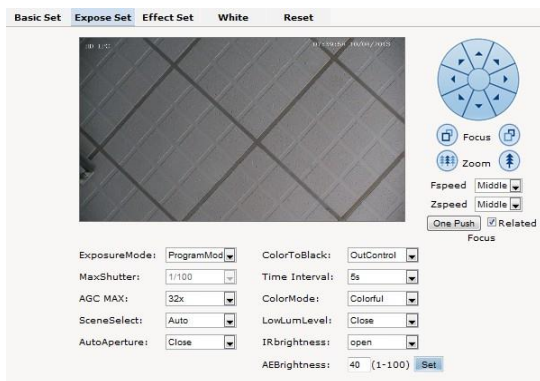 Basic Set Expose Set Effect Set White Reset
Focus
Zoom
Fspeed Middle
Zspeed Middle
One Push Related
Focus
ExposureMode: ProgramMod ColorToBlack: OutControl
MaxShutter: 1/100 Time Interval: 5s
AGC MAX: 32x ColorMode: Colorful
SceneSelect: Auto LowLumLevel: Close
AutoAperture: Close IRbrightness: open
AEBrightness: 40 (1-100) Set